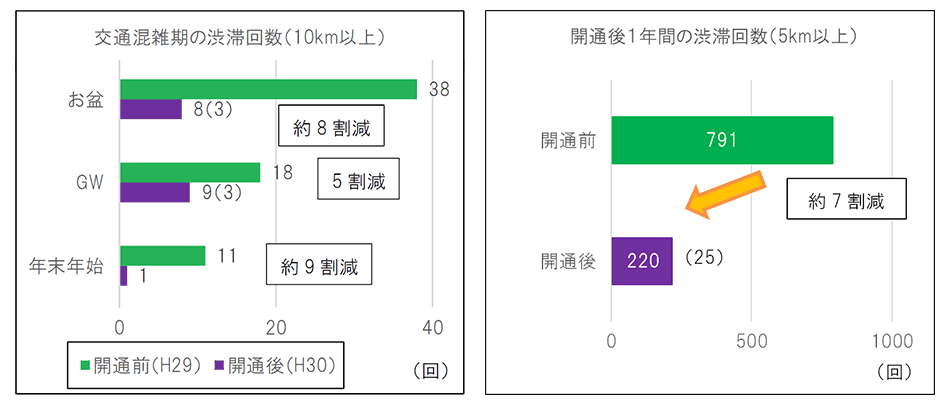 交通混雑期の渋滞回数(10km以上)
お盆
38
8(3)
約8割減
GW
18
9(3)
5割減
年末年始
11
1
約9割減
0 20 40
■開通前(H29) ■開通後(H30)
(回)
開通後1年間の渋滞回数(5km以上)
開通前
791
約7割減
開通後
220
(25)
0 500 1000
(回)